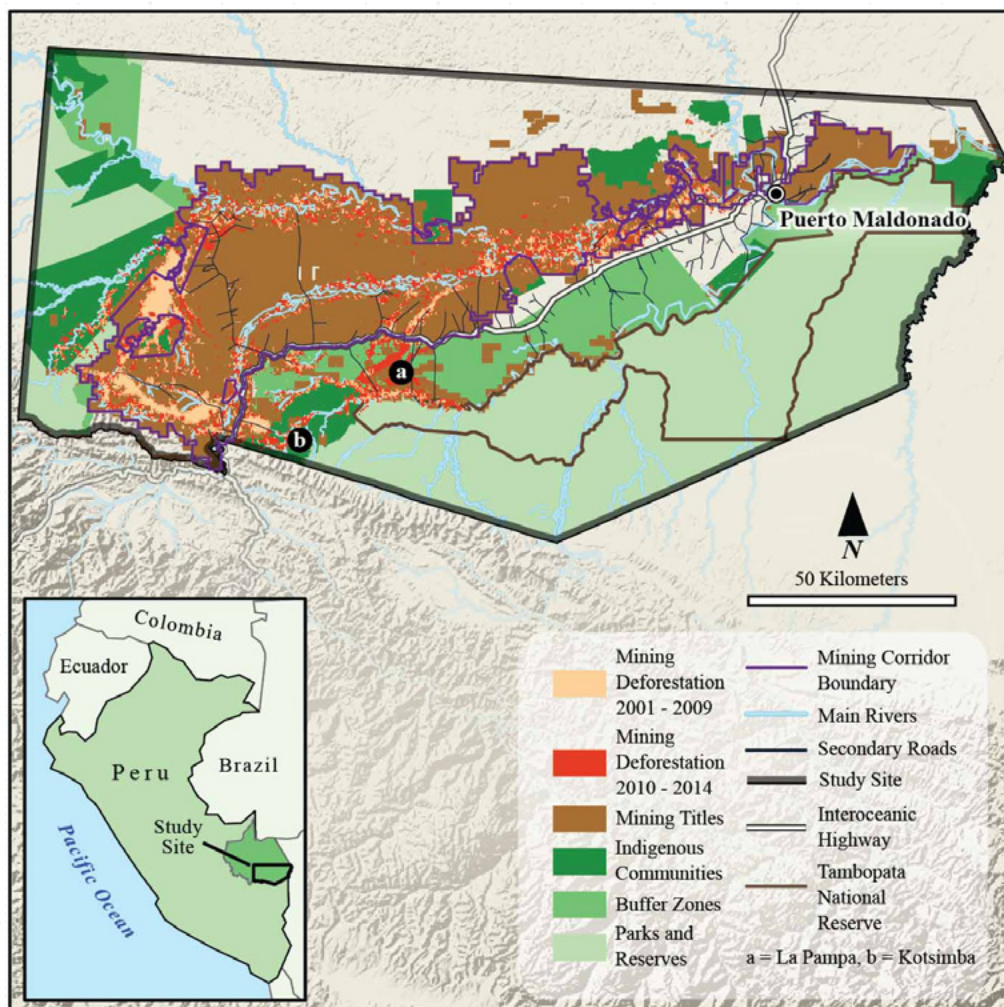 Puerto Maldonado
a
b
N
50 Kilometers
Colombia
Ecuador
Peru
Brazil
Study
Site
Pacific Ocean
Mining
Deforestation
2001 - 2009
Mining
Deforestation
2010 - 2014
Mining Titles
Indigenous
Communities
Buffer Zones
Parks and
Reserves
Mining Corridor
Boundary
Main Rivers
Secondary Roads
Study Site
Interoceanic
Highway
Tambopata
National
Reserve
a = La Pampa, b = Kotsimba